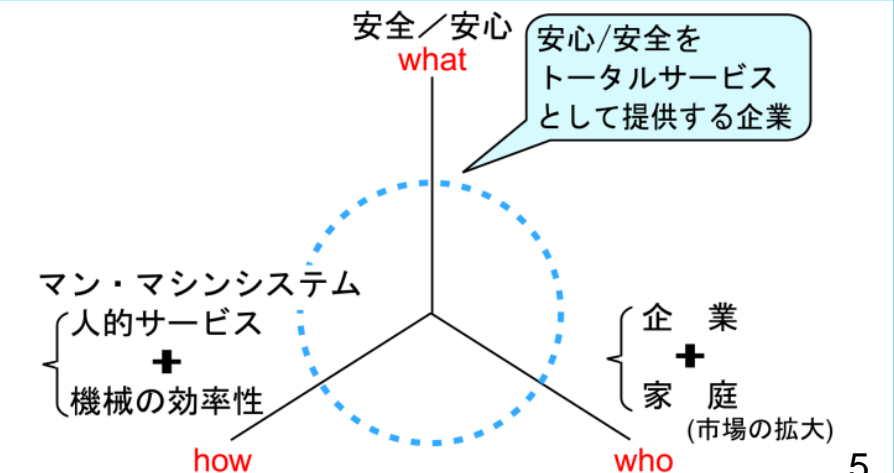 安全／安心
what
安心/安全を
トータルサービス
として提供する企業
マン・マシンシステム
人的サービス
+
機械の効率性
how
企　業
+
家　庭
(市場の拡大)
who
5